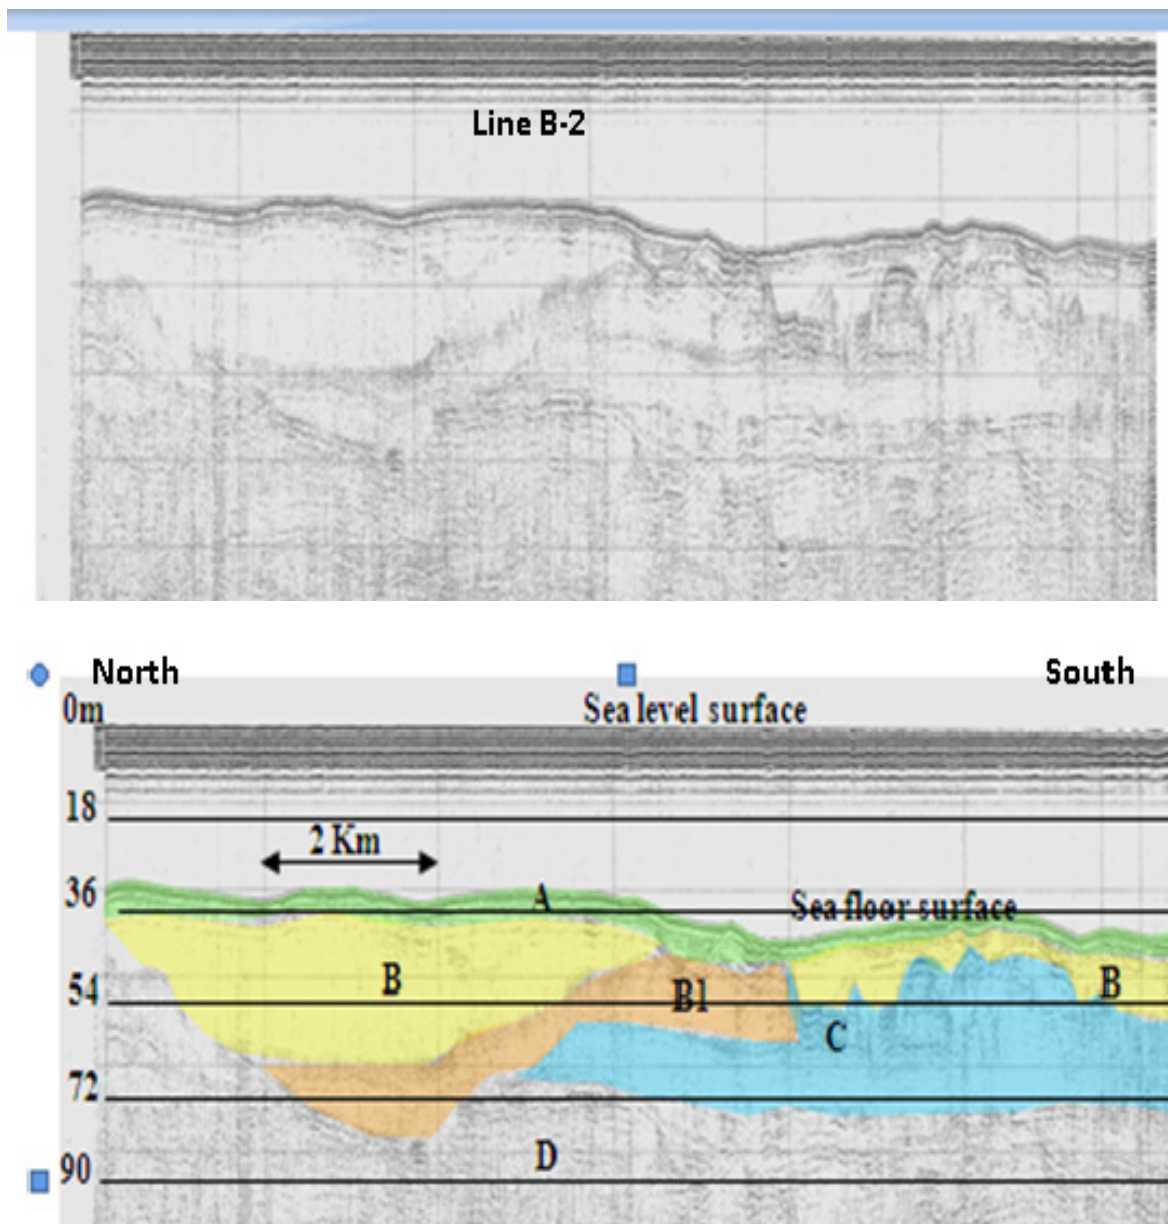 Line B-2
North South
0m Sea level surface
18
2 Km
36 A Sea floor surface
B B1 B
54
C
72
D
90